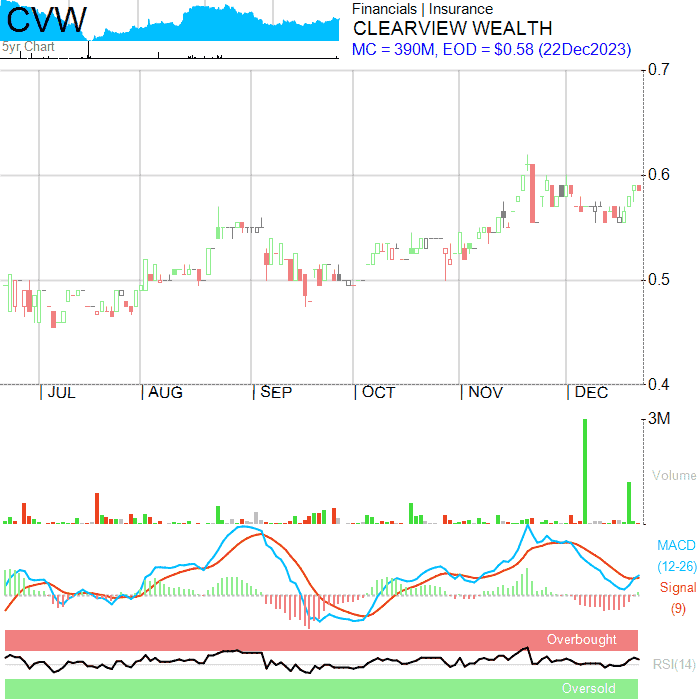 CVW
5yr Chart
Financials | Insurance
CLEARVIEW WEALTH
MC = 390M, EOD = $0.58 (22Dec2023)
0.7
0.6
0.5
0.4
JUL AUG SEP OCT NOV DEC
3M
Volume
MACD
(12-26)
Signal
(9)
Overbought
RSI(14)
Oversold